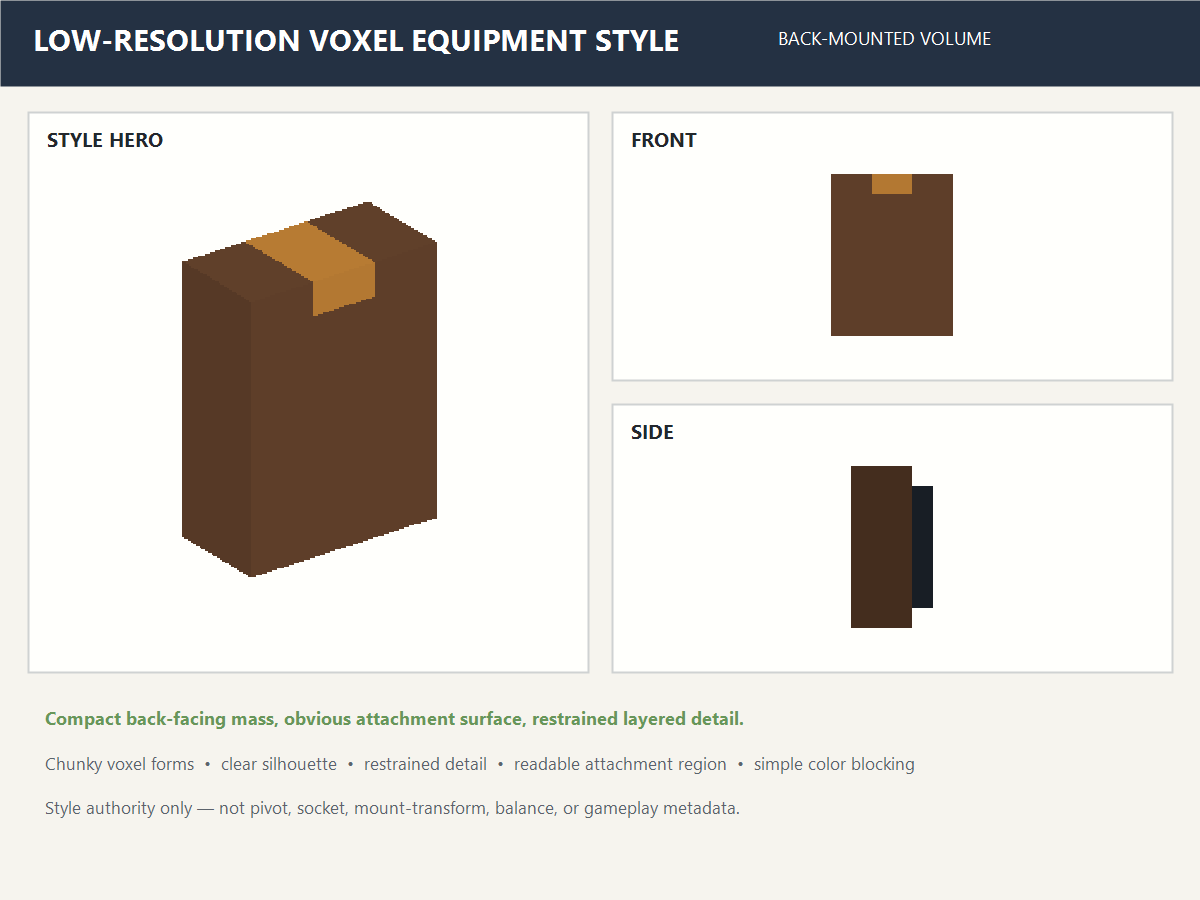 LOW-RESOLUTION VOXEL EQUIPMENT STYLE
BACK-MOUNTED VOLUME
STYLE HERO
FRONT
SIDE
Compact back-facing mass, obvious attachment surface, restrained layered detail.
Chunky voxel forms • clear silhouette • restrained detail • readable attachment region • simple color blocking
Style authority only — not pivot, socket, mount-transform, balance, or gameplay metadata.